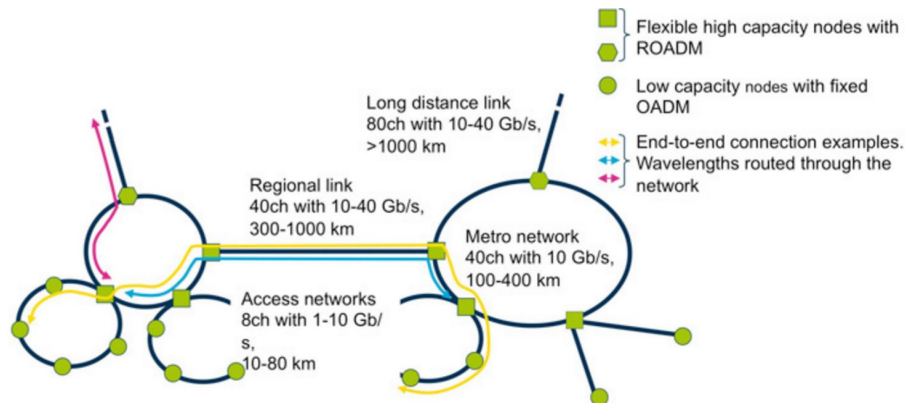 Flexible high capacity nodes with
ROADM
Low capacity nodes with fixed
OADM
End-to-end connection examples.
Wavelengths routed through the
network
Long distance link
80ch with 10-40 Gb/s,
>1000 km
Regional link
40ch with 10-40 Gb/s,
300-1000 km
Metro network
40ch with 10 Gb/s,
100-400 km
Access networks
8ch with 1-10 Gb/
s,
10-80 km